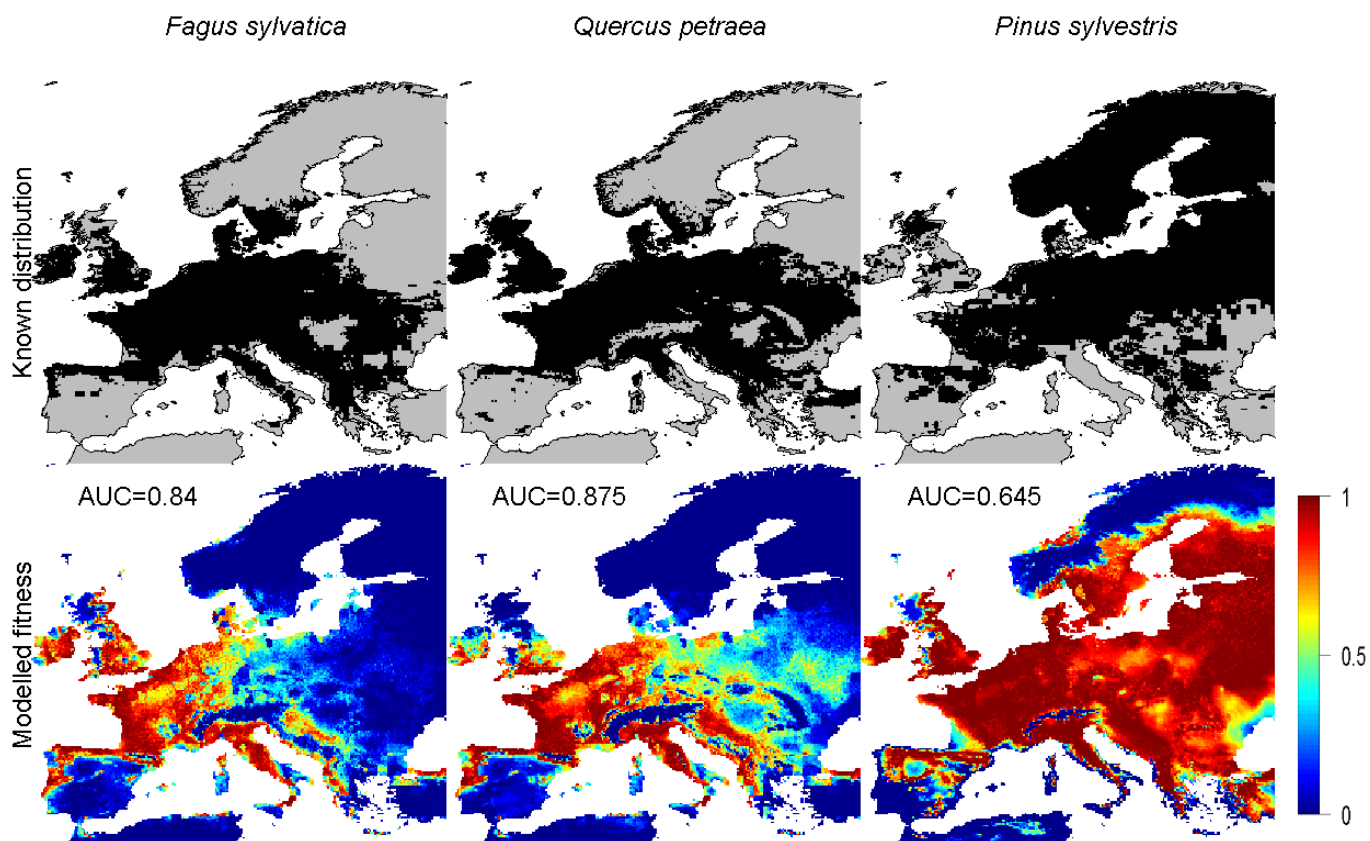 Fagus sylvatica
Quercus petraea
Pinus sylvestris
Known distribution
Modelled fitness
AUC=0.84
AUC=0.875
AUC=0.645
1
0.5
0